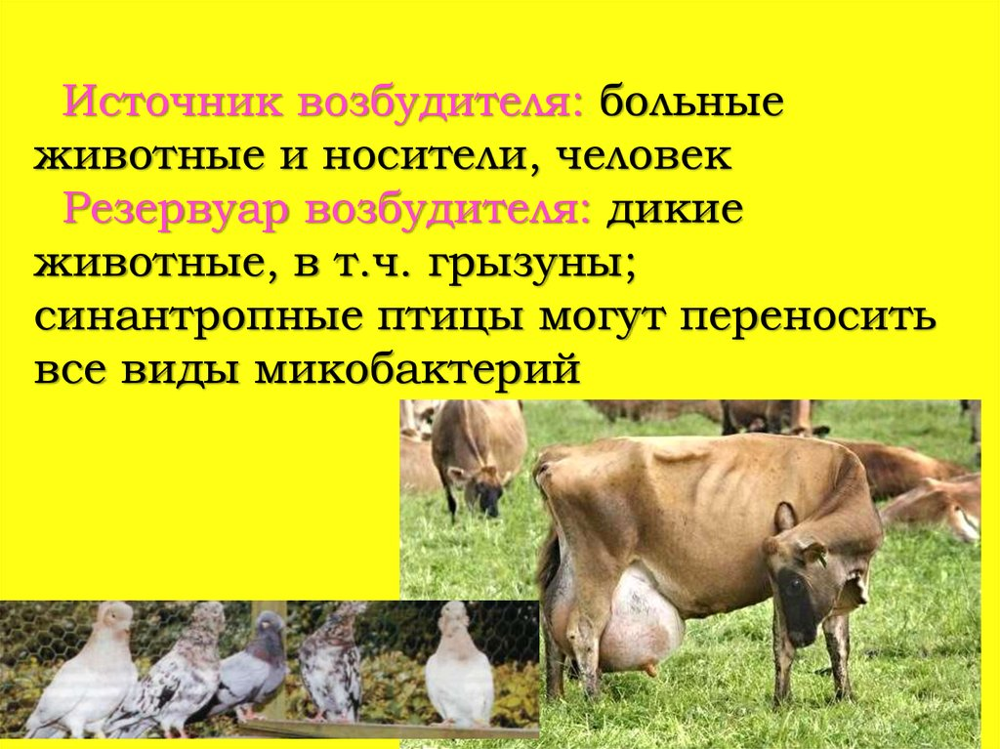 Источник возбудителя: больные
животные и носители, человек
Резервуар возбудителя: дикие
животные, в т.ч. грызуны;
синантропные птицы могут переносить
все виды микобактерий